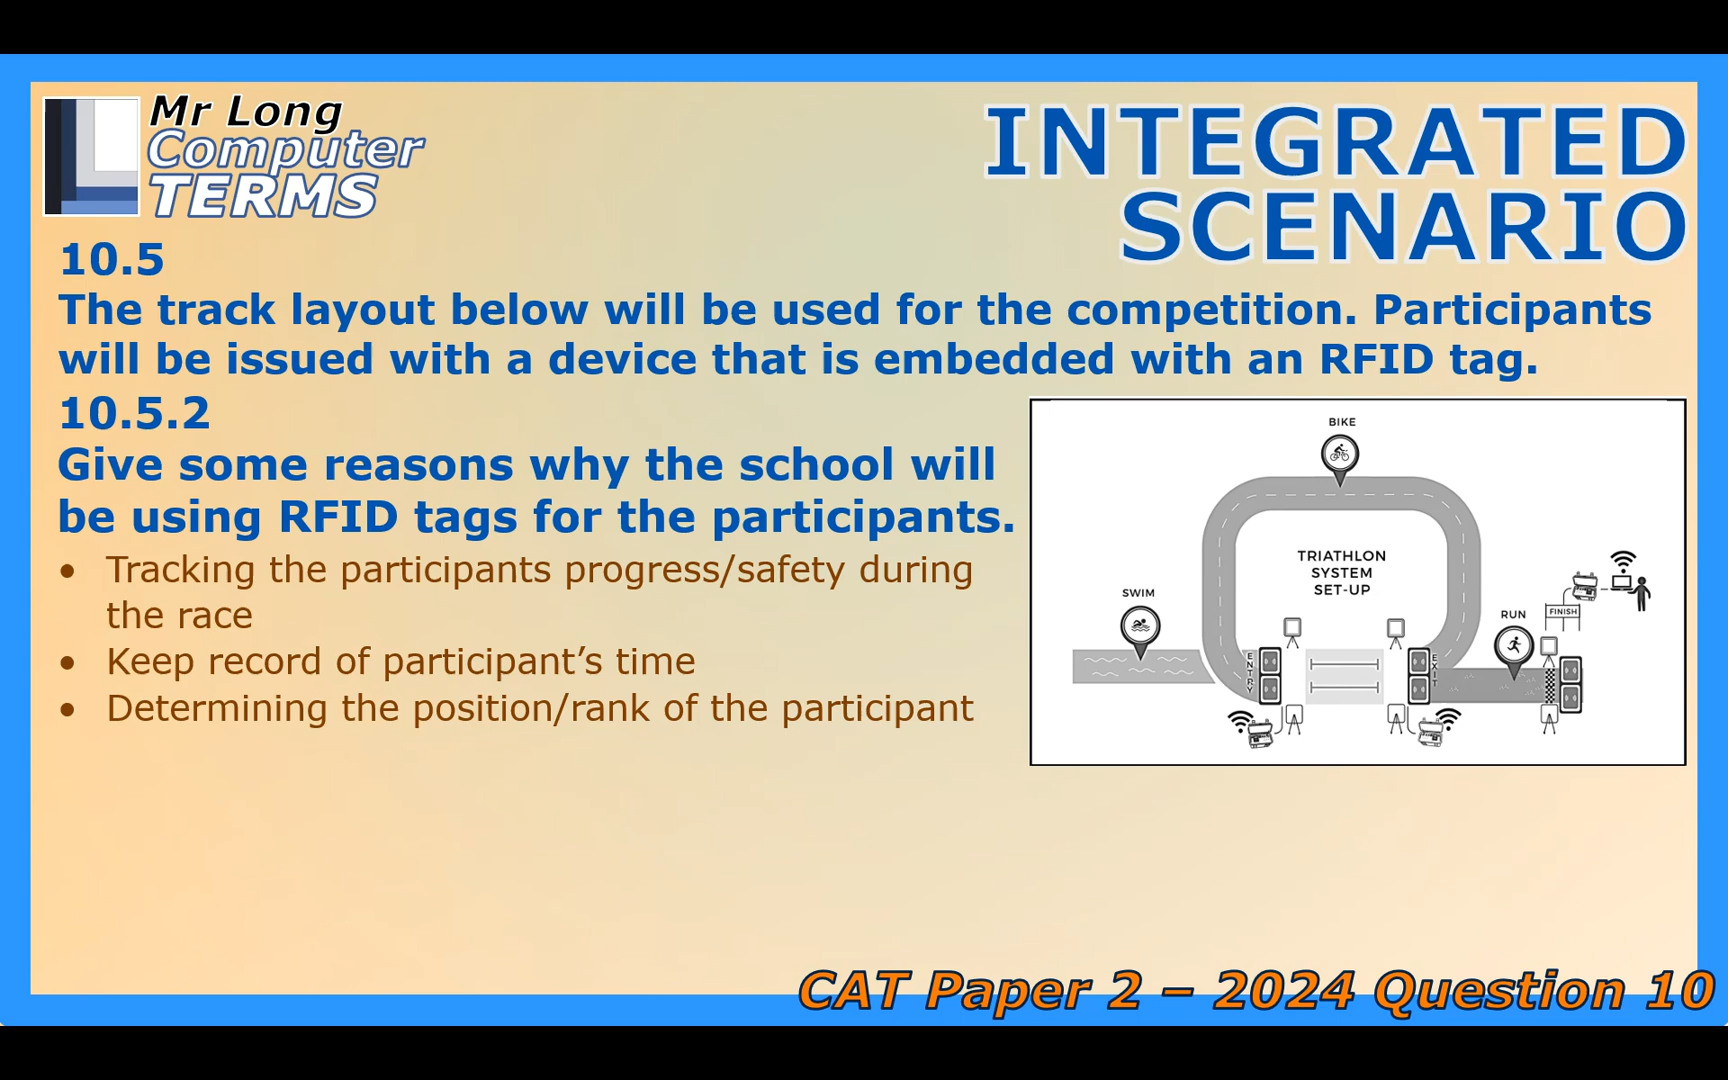 Mr Long
Computer
TERMS
INTEGRATED
SCENARIO
10.5
The track layout below will be used for the competition. Participants
will be issued with a device that is embedded with an RFID tag.
10.5.2
Give some reasons why the school will
be using RFID tags for the participants.
• Tracking the participants progress/safety during
the race
• Keep record of participant’s time
• Determining the position/rank of the participant
BIKE
TRIATHLON
SYSTEM
SET-UP
SWIM
RUN
FINISH
ENTRY
EXIT
CAT Paper 2 – 2024 Question 10